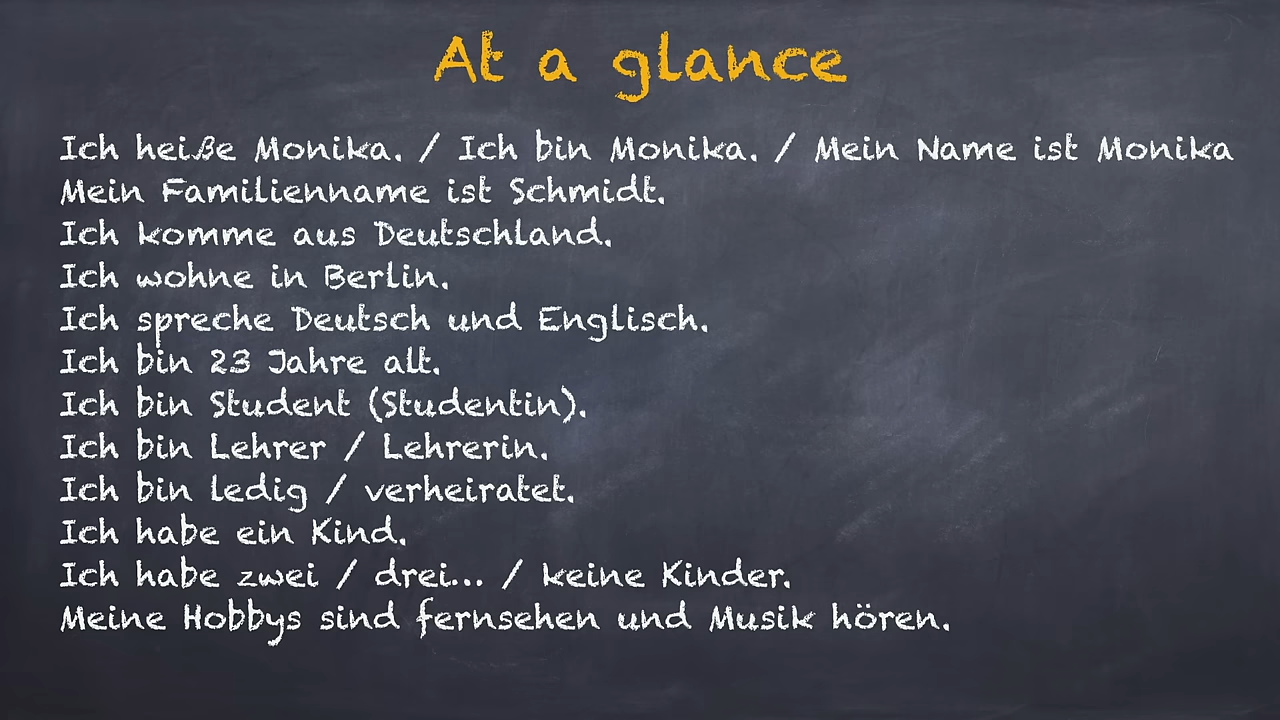 At a glance
Ich heiße Monika. / Ich bin Monika. / Mein Name ist Monika
Mein Familienname ist Schmidt.
Ich komme aus Deutschland.
Ich wohne in Berlin.
Ich spreche Deutsch und Englisch.
Ich bin 23 Jahre alt.
Ich bin Student (Studentin).
Ich bin Lehrer / Lehrerin.
Ich bin ledig / verheiratet.
Ich habe ein Kind.
Ich habe zwei / drei... / keine Kinder.
Meine Hobbys sind fernsehen und Musik hören.